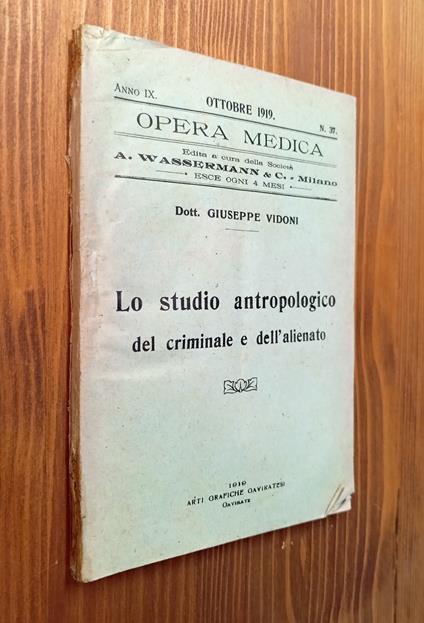 ANNO IX. OTTOBRE 1919. N. 37.
OPERA MEDICA
Edita a cura della Società
A. WASSERMANN & C. - Milano
ESCE OGNI 4 MESI
Dott. GIUSEPPE VIDONI
Lo studio antropologico
del criminale e dell'alienato
1919
ARTI GRAFICHE GAVIRATESI
GAVIRATE